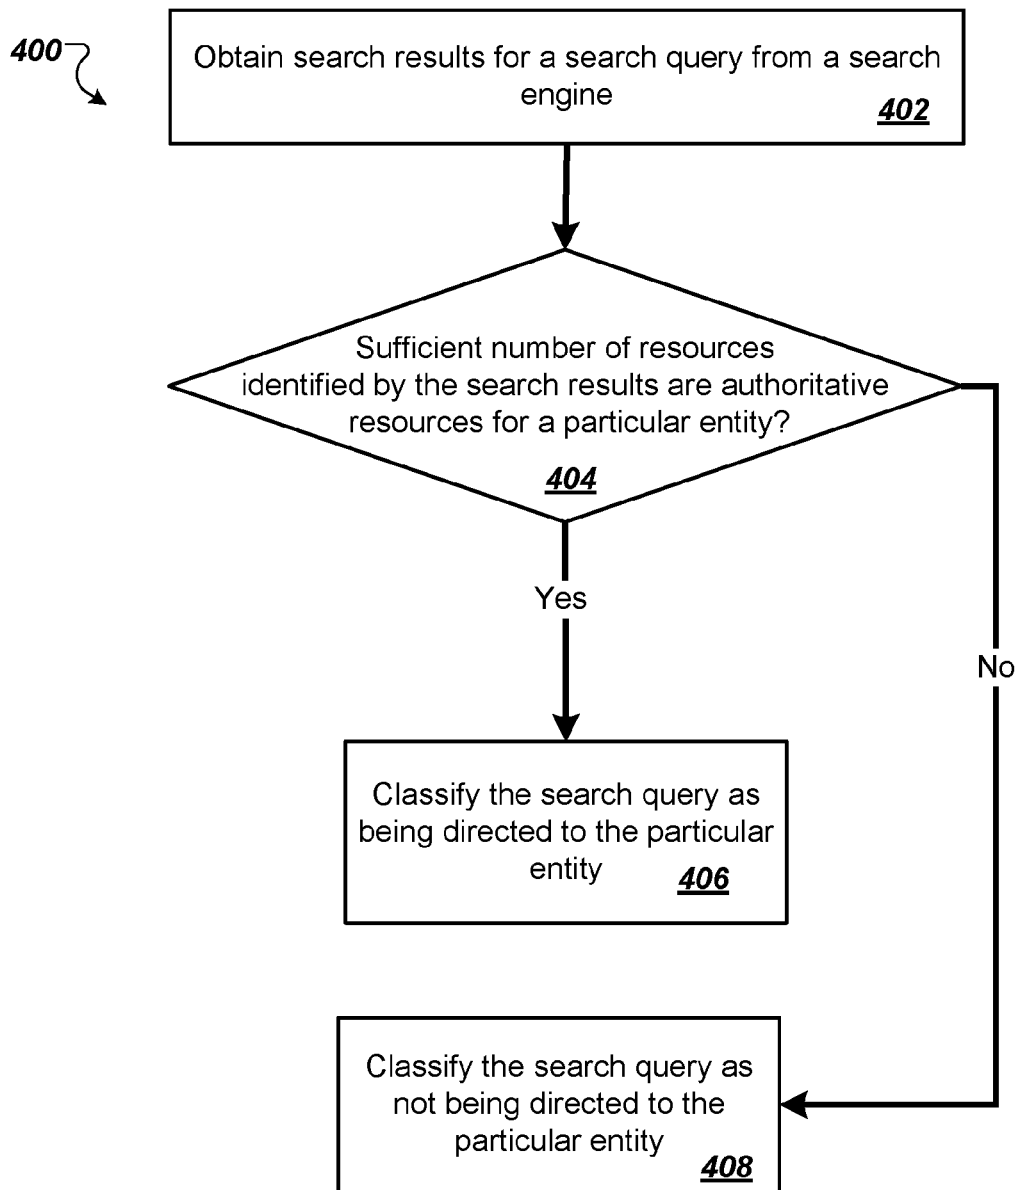 400
Obtain search results for a search query from a search
engine
402
Sufficient number of resources
identified by the search results are authoritative
resources for a particular entity?
404
Yes
No
Classify the search query as
being directed to the particular
entity
406
Classify the search query as
not being directed to the
particular entity
408